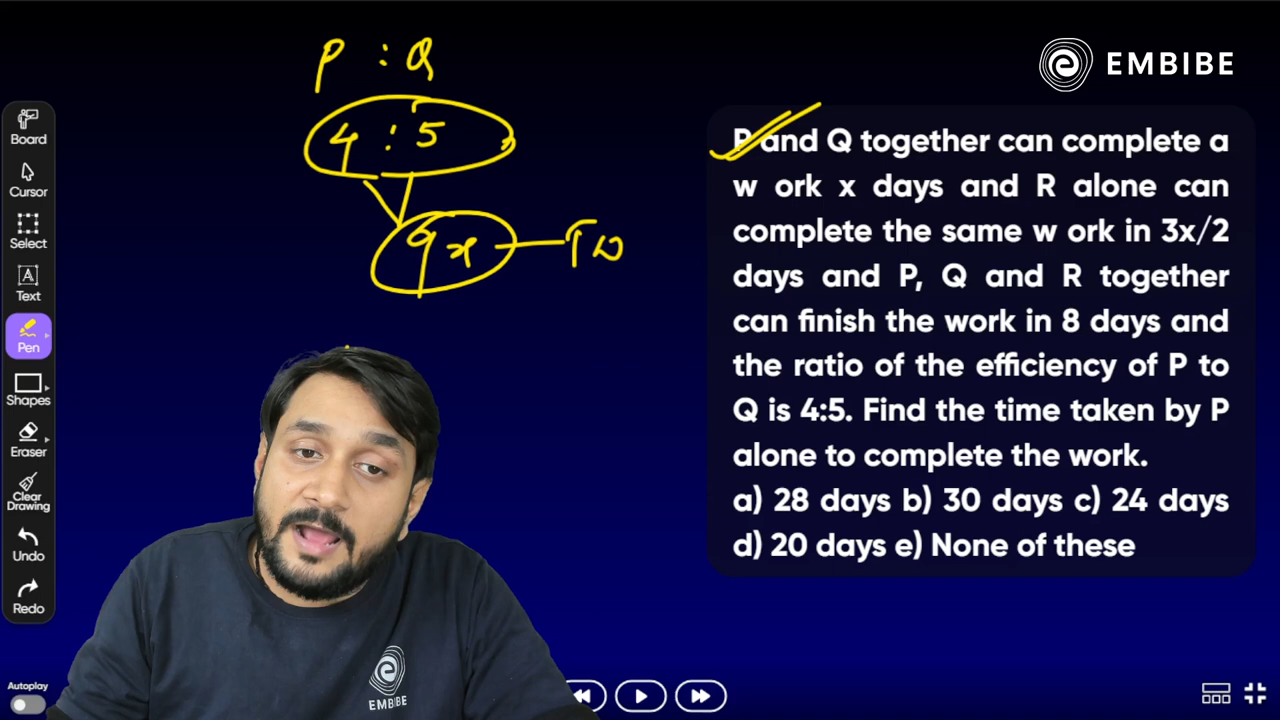 P : Q
4 : 5
9x — TW
EMBIBE
P and Q together can complete a
w ork x days and R alone can
complete the same w ork in 3x/2
days and P, Q and R together
can finish the work in 8 days and
the ratio of the efficiency of P to
Q is 4:5. Find the time taken by P
alone to complete the work.
a) 28 days b) 30 days c) 24 days
d) 20 days e) None of these
Board
Cursor
Select
Text
Pen
Shapes
Eraser
Clear
Drawing
Undo
Redo
Autoplay
EMBIBE